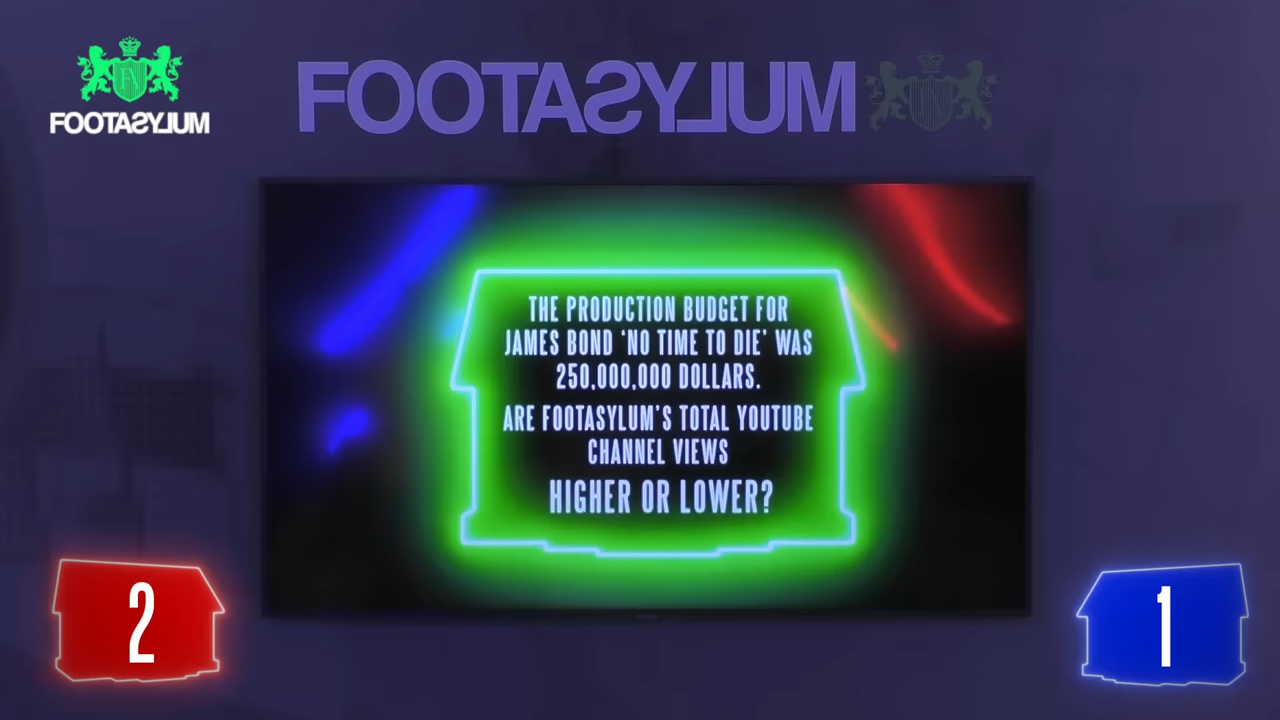 FOOTASYLUM
FOOTASYLUM
THE PRODUCTION BUDGET FOR
JAMES BOND ‘NO TIME TO DIE’ WAS
250,000,000 DOLLARS.
ARE FOOTASYLUM’S TOTAL YOUTUBE
CHANNEL VIEWS
HIGHER OR LOWER?
2
1